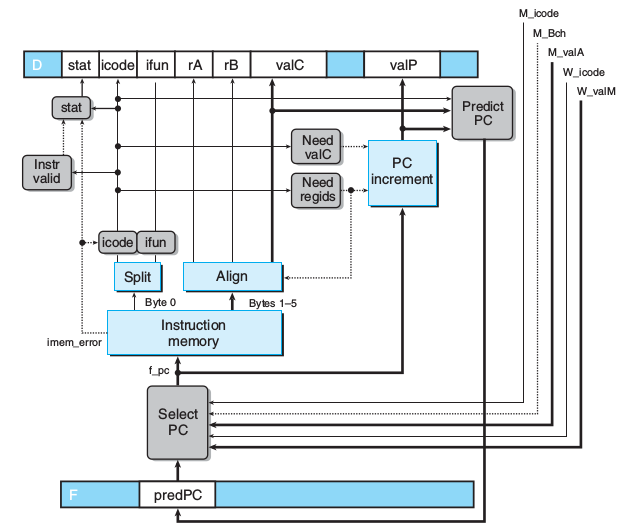 M_icode
M_Bch
M_valA
W_icode
W_valM
D stat icode ifun rA rB valC valP
stat
Predict
PC
Instr
valid
Need
valC
Need
regids
PC
increment
icode ifun
Split
Align
Byte 0
Bytes 1–5
Instruction
memory
imem_error
f_pc
Select
PC
F predPC